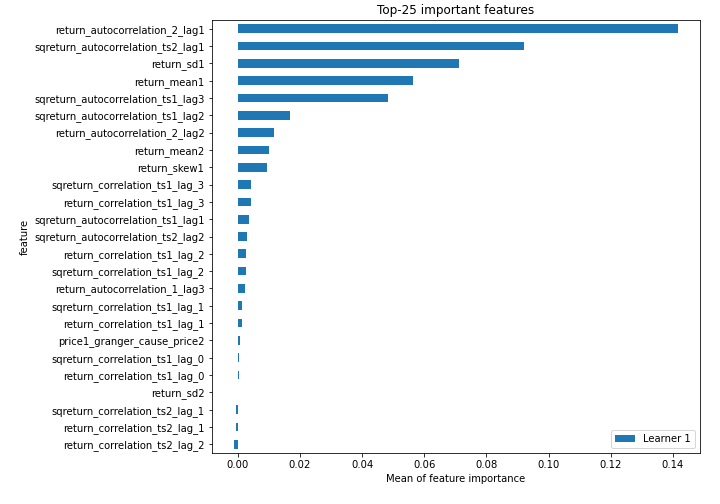 Top-25 important features
return_autocorrelation_2_lag1
sqreturn_autocorrelation_ts2_lag1
return_sd1
return_mean1
sqreturn_autocorrelation_ts1_lag3
sqreturn_autocorrelation_ts1_lag2
return_autocorrelation_2_lag2
return_mean2
return_skew1
sqreturn_correlation_ts1_lag_3
return_correlation_ts1_lag_3
sqreturn_autocorrelation_ts1_lag1
sqreturn_autocorrelation_ts2_lag2
return_correlation_ts1_lag_2
sqreturn_correlation_ts1_lag_2
return_autocorrelation_1_lag3
sqreturn_correlation_ts1_lag_1
return_correlation_ts1_lag_1
price1_granger_cause_price2
sqreturn_correlation_ts1_lag_0
return_correlation_ts1_lag_0
return_sd2
sqreturn_correlation_ts2_lag_1
return_correlation_ts2_lag_1
return_correlation_ts2_lag_2
feature
Learner 1
0.00 0.02 0.04 0.06 0.08 0.10 0.12 0.14
Mean of feature importance